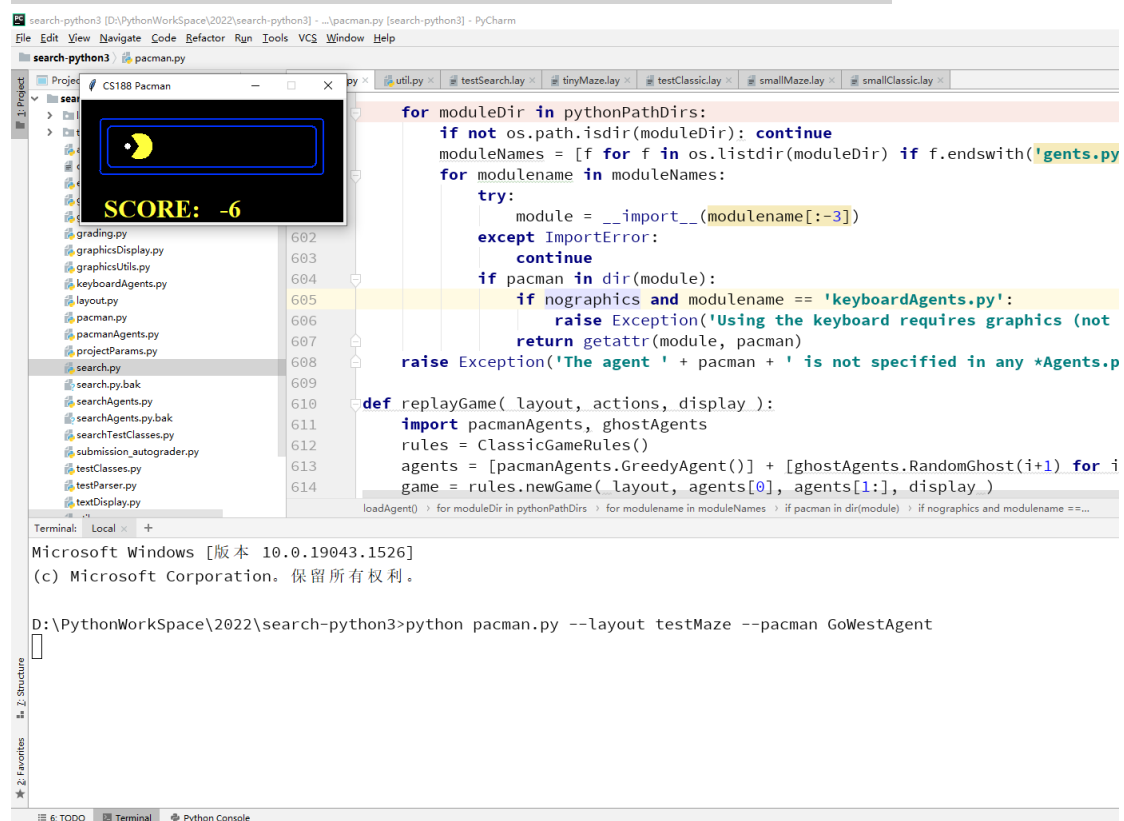 search-python3 [D:\PythonWorkSpace\2022\search-python3] - ...\pacman.py [search-python3] - PyCharm
File Edit View Navigate Code Refactor Run Tools VCS Window Help
search-python3 pacman.py
1: Project
Projec
py × util.py × testSearch.lay × tinyMaze.lay × testClassic.lay × smallMaze.lay × smallClassic.lay ×
CS188 Pacman
SCORE: -6
sear
grading.py
graphicsDisplay.py
graphicsUtils.py
keyboardAgents.py
layout.py
pacman.py
pacmanAgents.py
projectParams.py
search.py
search.py.bak
searchAgents.py
searchAgents.py.bak
searchTestClasses.py
submission_autograder.py
testClasses.py
testParser.py
textDisplay.py
for moduleDir in pythonPathDirs:
if not os.path.isdir(moduleDir): continue
moduleNames = [f for f in os.listdir(moduleDir) if f.endswith('gents.py
for modulename in moduleNames:
try:
module = __import__(modulename[:-3])
602 except ImportError:
603 continue
604 if pacman in dir(module):
605 if nographics and modulename == 'keyboardAgents.py':
606 raise Exception('Using the keyboard requires graphics (not
607 return getattr(module, pacman)
608 raise Exception('The agent ' + pacman + ' is not specified in any *Agents.p
609
610 def replayGame( layout, actions, display ):
611 import pacmanAgents, ghostAgents
612 rules = ClassicGameRules()
613 agents = [pacmanAgents.GreedyAgent()] + [ghostAgents.RandomGhost(i+1) for i
614 game = rules.newGame( layout, agents[0], agents[1:], display )
loadAgent() › for moduleDir in pythonPathDirs › for modulename in moduleNames › if pacman in dir(module) › if nographics and modulename ==...
Terminal: Local × +
Microsoft Windows [版本 10.0.19043.1526]
(c) Microsoft Corporation。保留所有权利。
D:\PythonWorkSpace\2022\search-python3>python pacman.py --layout testMaze --pacman GoWestAgent
7: Structure
2: Favorites
6: TODO Terminal Python Console